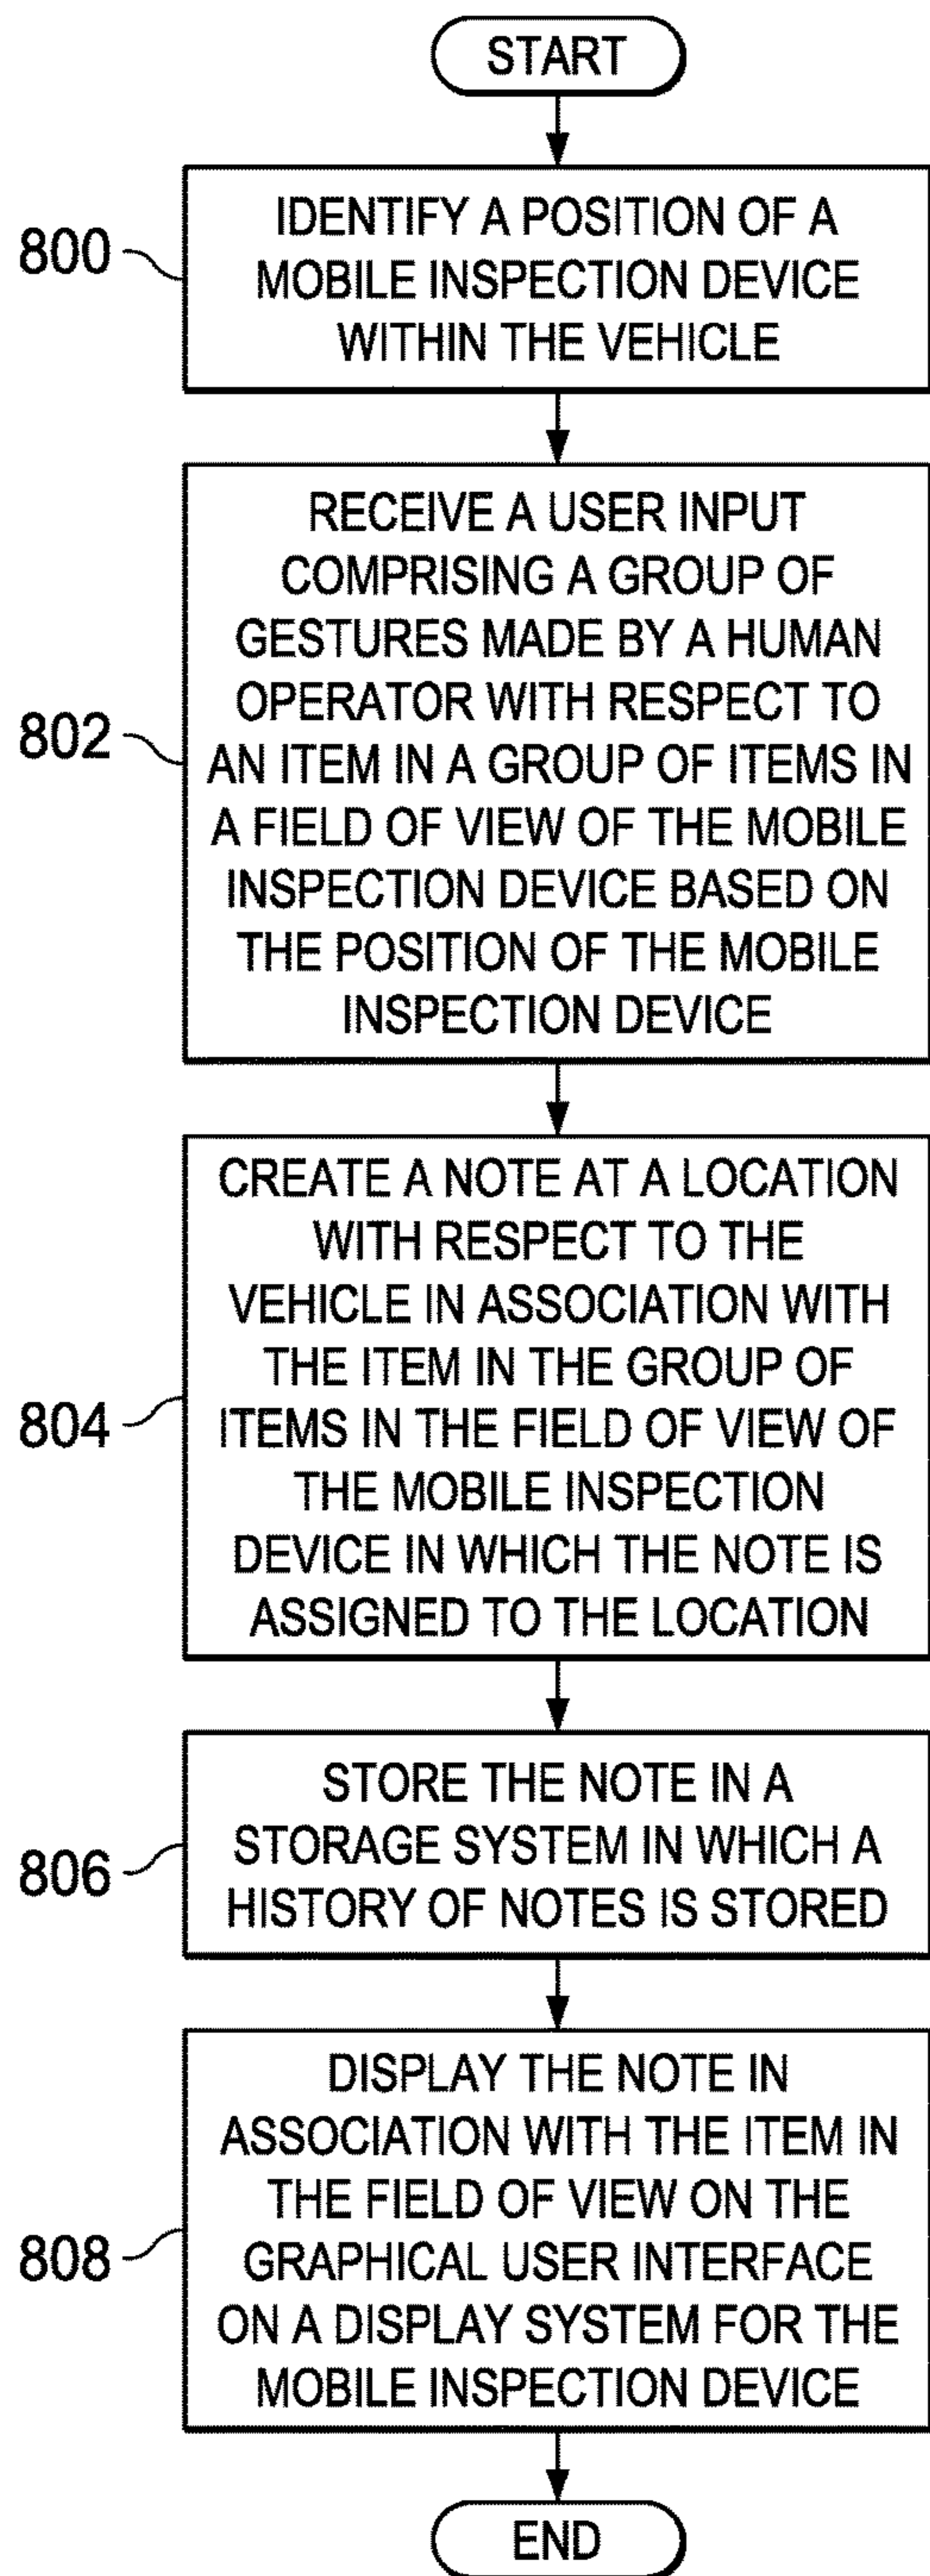 START
800
IDENTIFY A POSITION OF A
MOBILE INSPECTION DEVICE
WITHIN THE VEHICLE
802
RECEIVE A USER INPUT
COMPRISING A GROUP OF
GESTURES MADE BY A HUMAN
OPERATOR WITH RESPECT TO
AN ITEM IN A GROUP OF ITEMS IN
A FIELD OF VIEW OF THE MOBILE
INSPECTION DEVICE BASED ON
THE POSITION OF THE MOBILE
INSPECTION DEVICE
804
CREATE A NOTE AT A LOCATION
WITH RESPECT TO THE
VEHICLE IN ASSOCIATION WITH
THE ITEM IN THE GROUP OF
ITEMS IN THE FIELD OF VIEW OF
THE MOBILE INSPECTION
DEVICE IN WHICH THE NOTE IS
ASSIGNED TO THE LOCATION
806
STORE THE NOTE IN A
STORAGE SYSTEM IN WHICH A
HISTORY OF NOTES IS STORED
808
DISPLAY THE NOTE IN
ASSOCIATION WITH THE ITEM IN
THE FIELD OF VIEW ON THE
GRAPHICAL USER INTERFACE
ON A DISPLAY SYSTEM FOR THE
MOBILE INSPECTION DEVICE
END